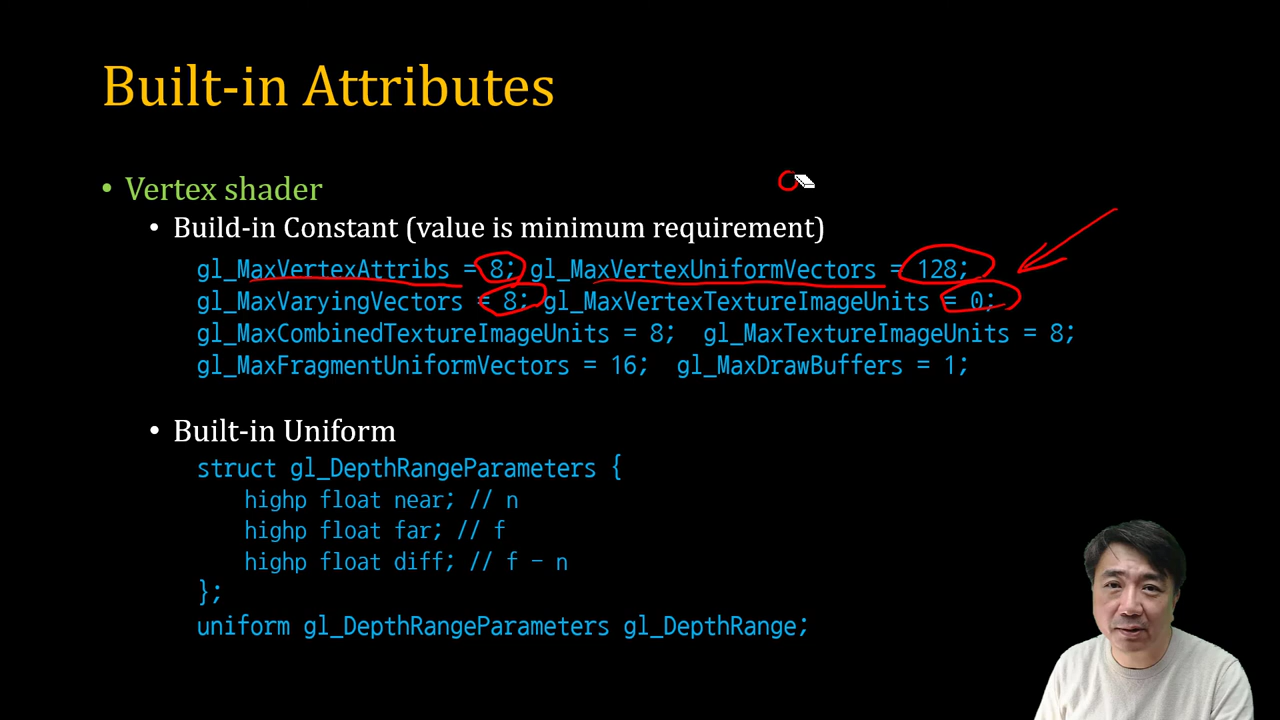 Built-in Attributes
• Vertex shader
• Build-in Constant (value is minimum requirement)
gl_MaxVertexAttribs = 8; gl_MaxVertexUniformVectors = 128;
gl_MaxVaryingVectors = 8; gl_MaxVertexTextureImageUnits = 0;
gl_MaxCombinedTextureImageUnits = 8; gl_MaxTextureImageUnits = 8;
gl_MaxFragmentUniformVectors = 16; gl_MaxDrawBuffers = 1;
• Built-in Uniform
struct gl_DepthRangeParameters {
highp float near; // n
highp float far; // f
highp float diff; // f − n
};
uniform gl_DepthRangeParameters gl_DepthRange;